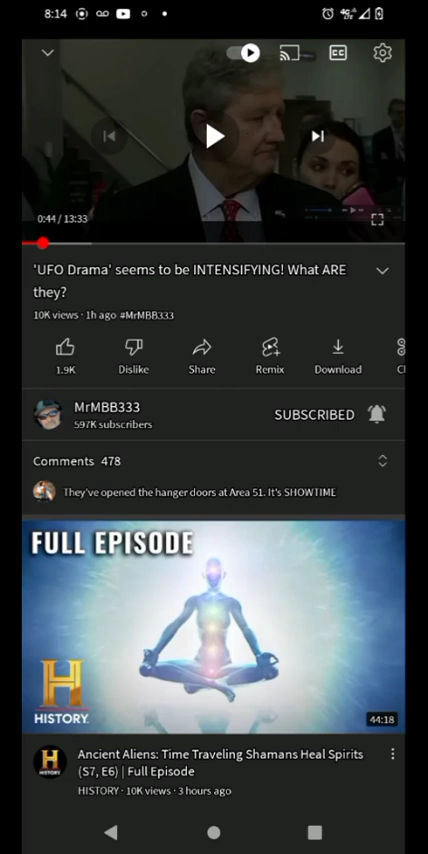 8:14
0:44 / 13:33
'UFO Drama' seems to be INTENSIFYING! What ARE
they?
10K views · 1h ago #MrMBB333
1.9K
Dislike
Share
Remix
Download
MrMBB333
597K subscribers
SUBSCRIBED
Comments 478
They've opened the hanger doors at Area 51. It's SHOWTIME
FULL EPISODE
H
HISTORY
44:18
H
HISTORY
Ancient Aliens: Time Traveling Shamans Heal Spirits
(S7, E6) | Full Episode
HISTORY · 10K views · 3 hours ago